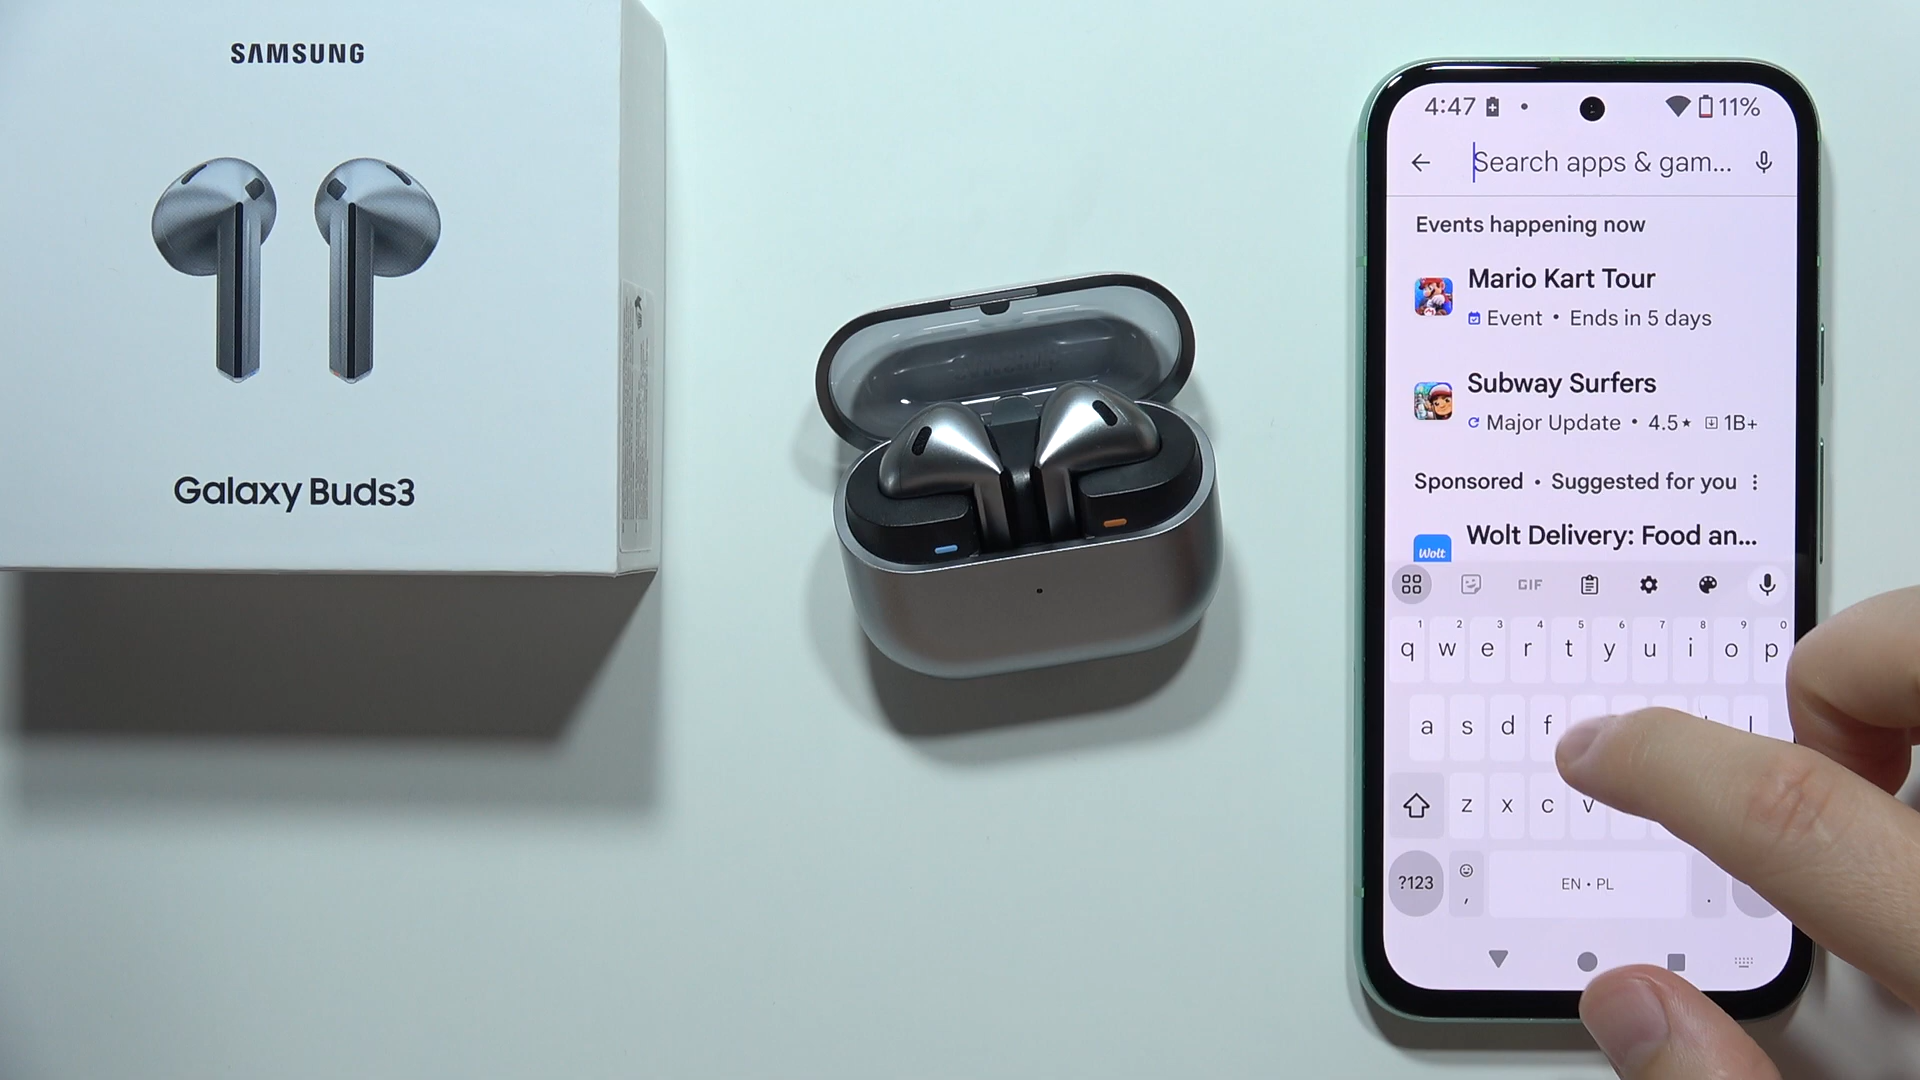 SAMSUNG
Galaxy Buds3
4:47
11%
Search apps & gam...
Events happening now
Mario Kart Tour
Event • Ends in 5 days
Subway Surfers
Major Update • 4.5★ 1B+
Sponsored • Suggested for you
Wolt Delivery: Food an...
Wolt
GIF
1 2 3 4 5 6 7 8 9 0
q w e r t y u i o p
a s d f l
z x c v
?123 , EN • PL .